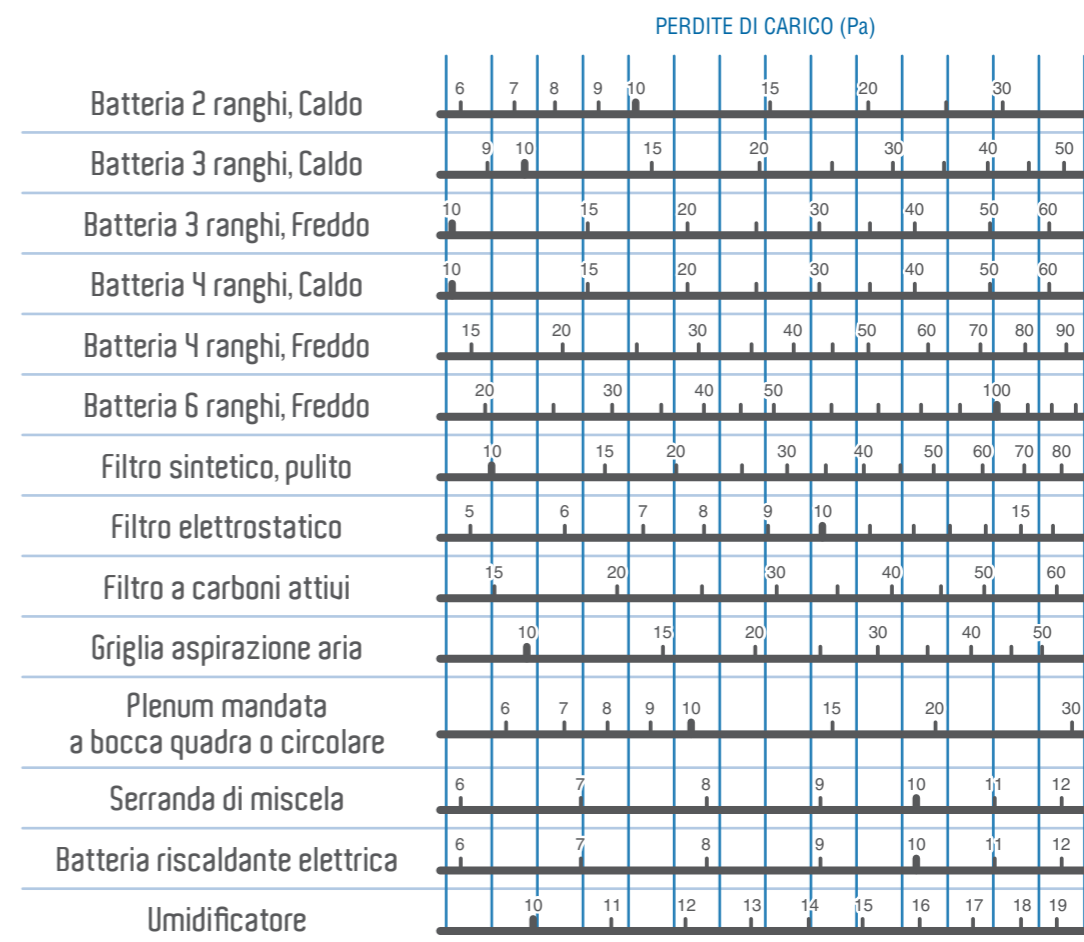 PERDITE DI CARICO (Pa)
6 7 8 9 10 15 20 30
Batteria 2 ranghi, Caldo
9 10 15 20 30 40 50
Batteria 3 ranghi, Caldo
10 15 20 30 40 50 60
Batteria 3 ranghi, Freddo
10 15 20 30 40 50 60
Batteria 4 ranghi, Caldo
15 20 30 40 50 60 70 80 90
Batteria 4 ranghi, Freddo
20 30 40 50 100
Batteria 6 ranghi, Freddo
10 15 20 30 40 50 60 70 80
Filtro sintetico, pulito
5 6 7 8 9 10 15
Filtro elettrostatico
15 20 30 40 50 60
Filtro a carboni attivi
10 15 20 30 40 50
Griglia aspirazione aria
Plenum mandata
6 7 8 9 10 15 20 30
a bocca quadra o circolare
6 7 8 9 10 11 12
Serranda di miscela
6 7 8 9 10 11 12
Batteria riscaldante elettrica
10 11 12 13 14 15 16 17 18 19
Umidificatore